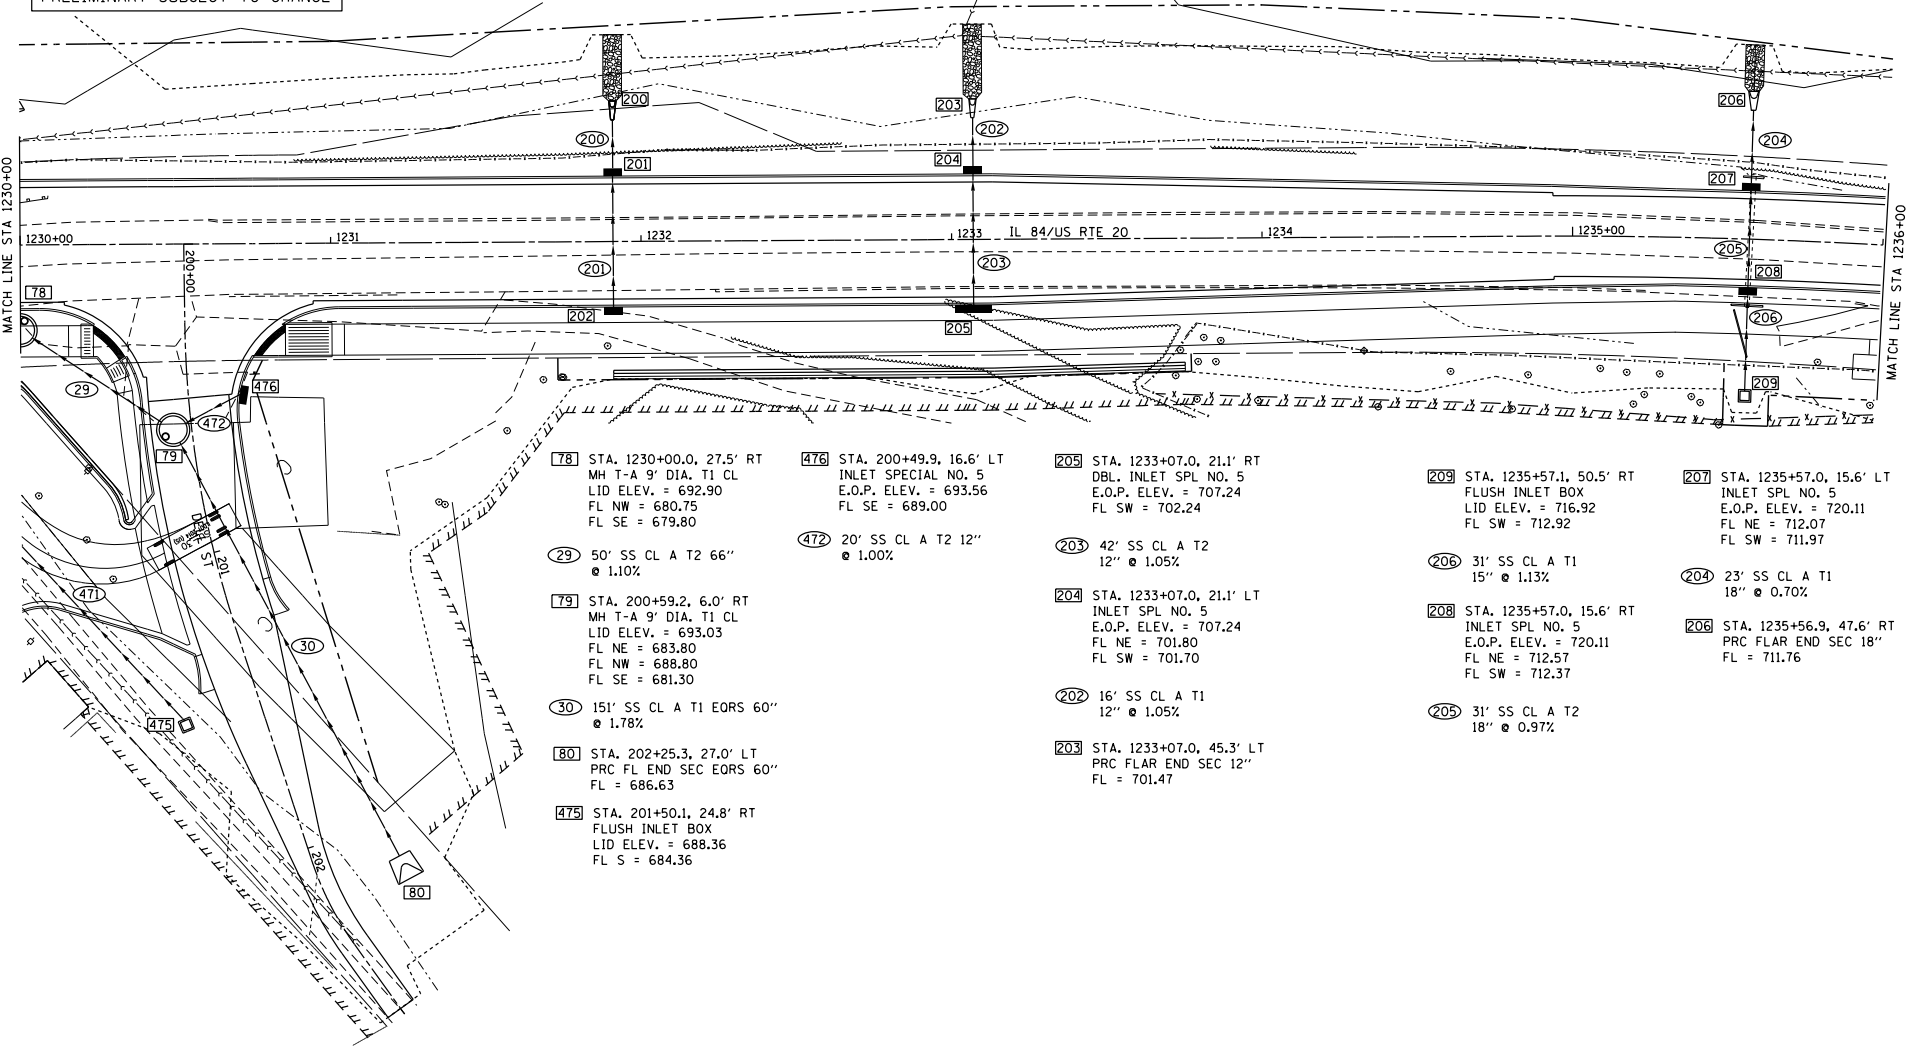 PRELIMINARY SUBJECT TO CHANGE
200
203
206
200
202
204
201
204
207
MATCH LINE STA 1230+00
1230+00
1231
1232
1233
IL 84/US RTE 20
1234
1235+00
MATCH LINE STA 1236+00
200+00
201
203
205
208
78
202
205
206
29
476
209
472
79
201
ST
471
30
475
202
80
78 STA. 1230+00.0, 27.5' RT
MH T-A 9' DIA. T1 CL
LID ELEV. = 692.90
FL NW = 680.75
FL SE = 679.80
29 50' SS CL A T2 66''
@ 1.10%
79 STA. 200+59.2, 6.0' RT
MH T-A 9' DIA. T1 CL
LID ELEV. = 693.03
FL NE = 683.80
FL NW = 688.80
FL SE = 681.30
30 151' SS CL A T1 EQRS 60''
@ 1.78%
80 STA. 202+25.3, 27.0' LT
PRC FL END SEC EQRS 60''
FL = 686.63
475 STA. 201+50.1, 24.8' RT
FLUSH INLET BOX
LID ELEV. = 688.36
FL S = 684.36
476 STA. 200+49.9, 16.6' LT
INLET SPECIAL NO. 5
E.O.P. ELEV. = 693.56
FL SE = 689.00
472 20' SS CL A T2 12''
@ 1.00%
205 STA. 1233+07.0, 21.1' RT
DBL. INLET SPL NO. 5
E.O.P. ELEV. = 707.24
FL SW = 702.24
203 42' SS CL A T2
12'' @ 1.05%
204 STA. 1233+07.0, 21.1' LT
INLET SPL NO. 5
E.O.P. ELEV. = 707.24
FL NE = 701.80
FL SW = 701.70
202 16' SS CL A T1
12'' @ 1.05%
203 STA. 1233+07.0, 45.3' LT
PRC FLAR END SEC 12''
FL = 701.47
209 STA. 1235+57.1, 50.5' RT
FLUSH INLET BOX
LID ELEV. = 716.92
FL SW = 712.92
206 31' SS CL A T1
15'' @ 1.13%
208 STA. 1235+57.0, 15.6' RT
INLET SPL NO. 5
E.O.P. ELEV. = 720.11
FL NE = 712.57
FL SW = 712.37
205 31' SS CL A T2
18'' @ 0.97%
207 STA. 1235+57.0, 15.6' LT
INLET SPL NO. 5
E.O.P. ELEV. = 720.11
FL NE = 712.07
FL SW = 711.97
204 23' SS CL A T1
18'' @ 0.70%
206 STA. 1235+56.9, 47.6' RT
PRC FLAR END SEC 18''
FL = 711.76